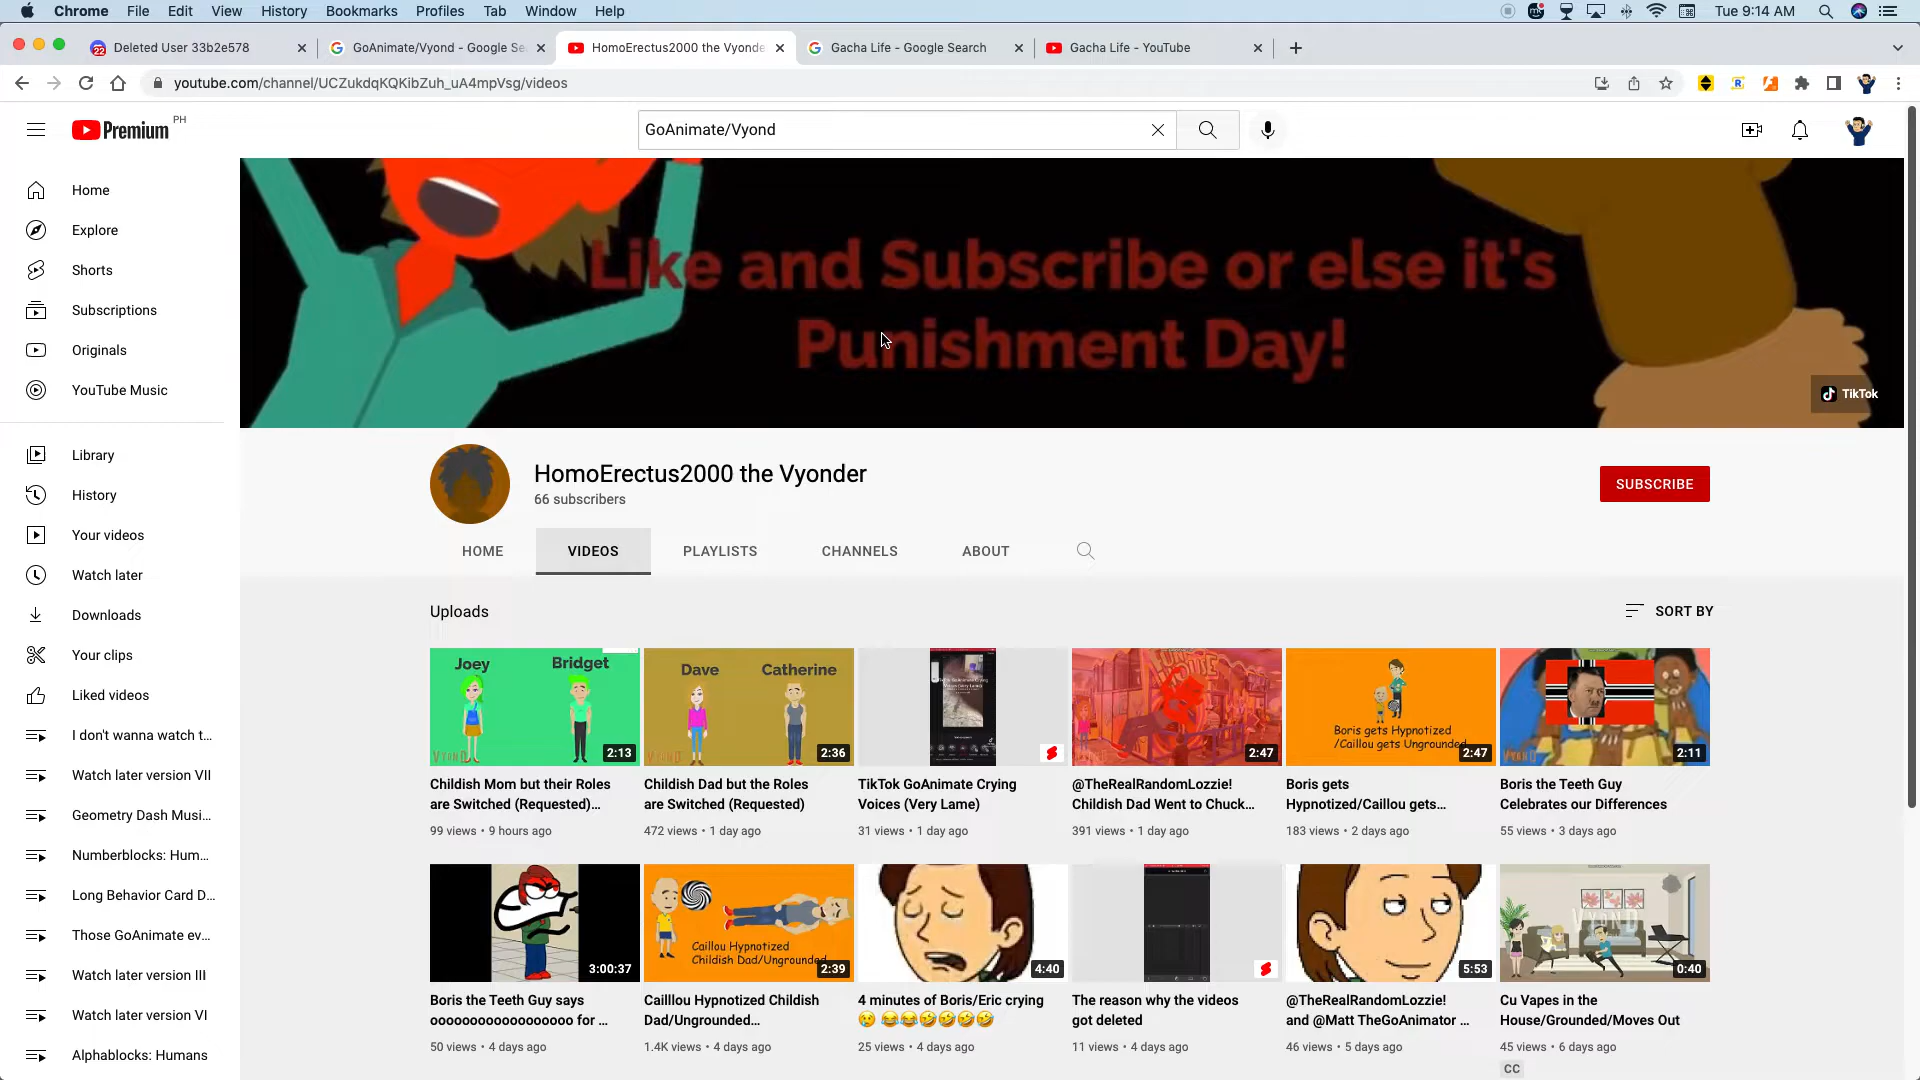 Chrome File Edit View History Bookmarks Profiles Tab Window Help Tue 9:14 AM
Deleted User 33b2e578 GoAnimate/Vyond - Google Se HomoErectus2000 the Vyonde Gacha Life - Google Search Gacha Life - YouTube
youtube.com/channel/UCZukdqKQKibZuh_uA4mpVsg/videos
Premium PH
GoAnimate/Vyond
Home
Explore
Shorts
Subscriptions
Originals
YouTube Music
Library
History
Your videos
Watch later
Downloads
Your clips
Liked videos
I don't wanna watch t...
Watch later version VII
Geometry Dash Musi...
Numberblocks: Hum...
Long Behavior Card D...
Those GoAnimate ev...
Watch later version III
Watch later version VI
Alphablocks: Humans
Like and Subscribe or else it's
Punishment Day!
TikTok
HomoErectus2000 the Vyonder
66 subscribers
SUBSCRIBE
HOME VIDEOS PLAYLISTS CHANNELS ABOUT
Uploads
SORT BY
Joey Bridget
VYOND
2:13
Childish Mom but their Roles
are Switched (Requested)...
99 views • 9 hours ago
Dave Catherine
VYOND
2:36
Childish Dad but the Roles
are Switched (Requested)
472 views • 1 day ago
TikTok GoAnimate Crying
Voices (Very Lame)
31 views • 1 day ago
2:47
@TheRealRandomLozzie!
Childish Dad Went to Chuck...
391 views • 1 day ago
Boris gets Hypnotized
/Caillou gets Ungrounded
2:47
Boris gets
Hypnotized/Caillou gets...
183 views • 2 days ago
VYOND
2:11
Boris the Teeth Guy
Celebrates our Differences
55 views • 3 days ago
3:00:37
Boris the Teeth Guy says
oooooooooooooooooo for ...
50 views • 4 days ago
Caillou Hypnotized
Childish Dad/Ungrounded
2:39
Cailllou Hypnotized Childish
Dad/Ungrounded...
1.4K views • 4 days ago
4:40
4 minutes of Boris/Eric crying
😢 😂😂🤣🤣🤣🤣
25 views • 4 days ago
The reason why the videos
got deleted
11 views • 4 days ago
5:53
@TheRealRandomLozzie!
and @Matt TheGoAnimator ...
46 views • 5 days ago
VYOND
0:40
Cu Vapes in the
House/Grounded/Moves Out
45 views • 6 days ago
CC